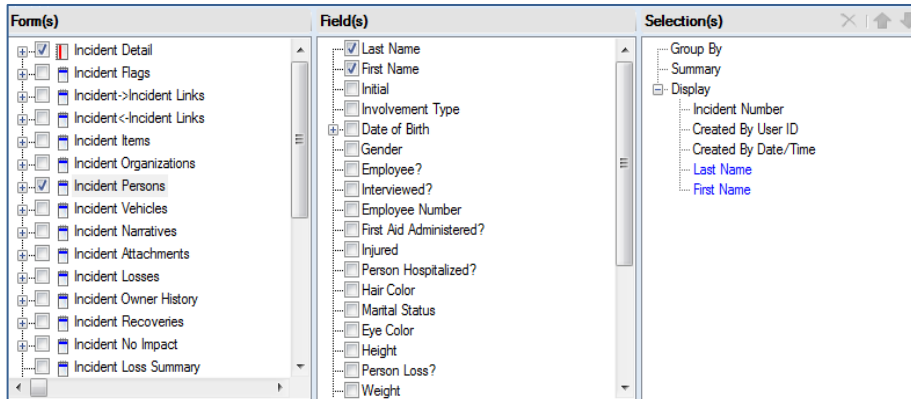 Form(s)
Incident Detail
Incident Flags
Incident->Incident Links
Incident<-Incident Links
Incident Items
Incident Organizations
Incident Persons
Incident Vehicles
Incident Narratives
Incident Attachments
Incident Losses
Incident Owner History
Incident Recoveries
Incident No Impact
Incident Loss Summary
Field(s)
Last Name
First Name
Initial
Involvement Type
Date of Birth
Gender
Employee?
Interviewed?
Employee Number
First Aid Administered?
Injured
Person Hospitalized?
Hair Color
Marital Status
Eye Color
Height
Person Loss?
Weight
Selection(s)
Group By
Summary
Display
Incident Number
Created By User ID
Created By Date/Time
Last Name
First Name